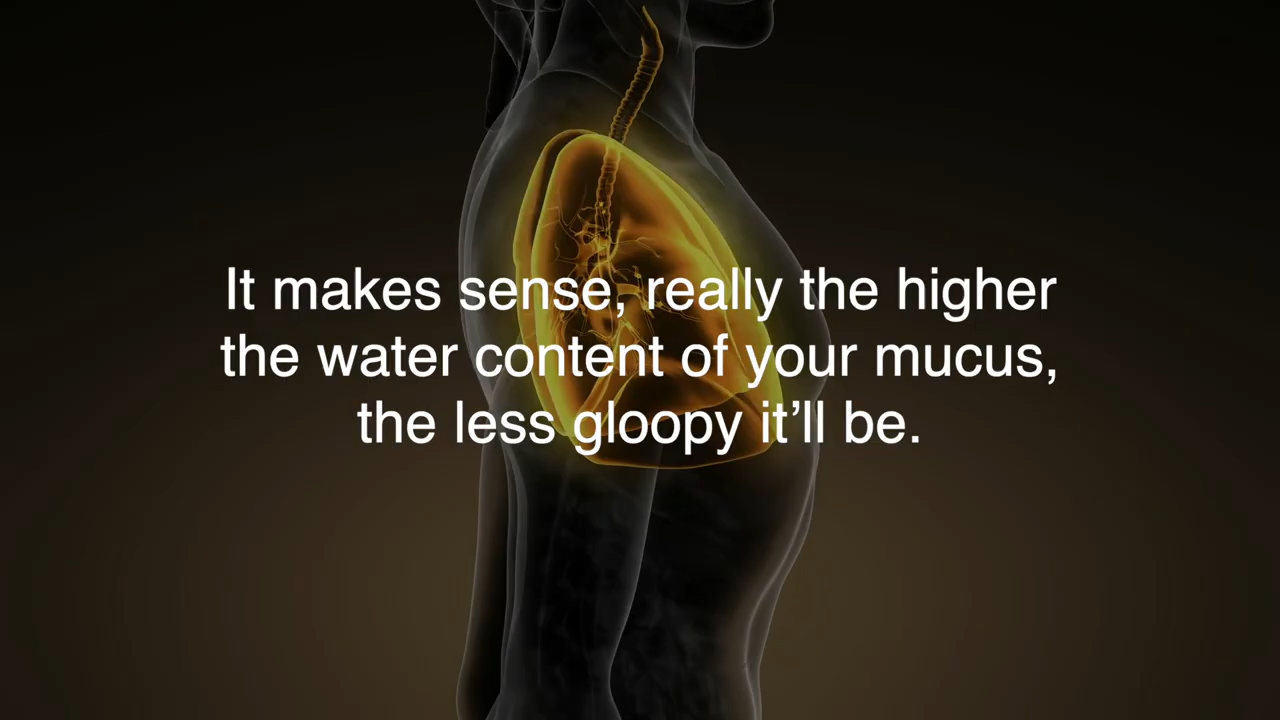 It makes sense, really the higher
the water content of your mucus,
the less gloopy it’ll be.